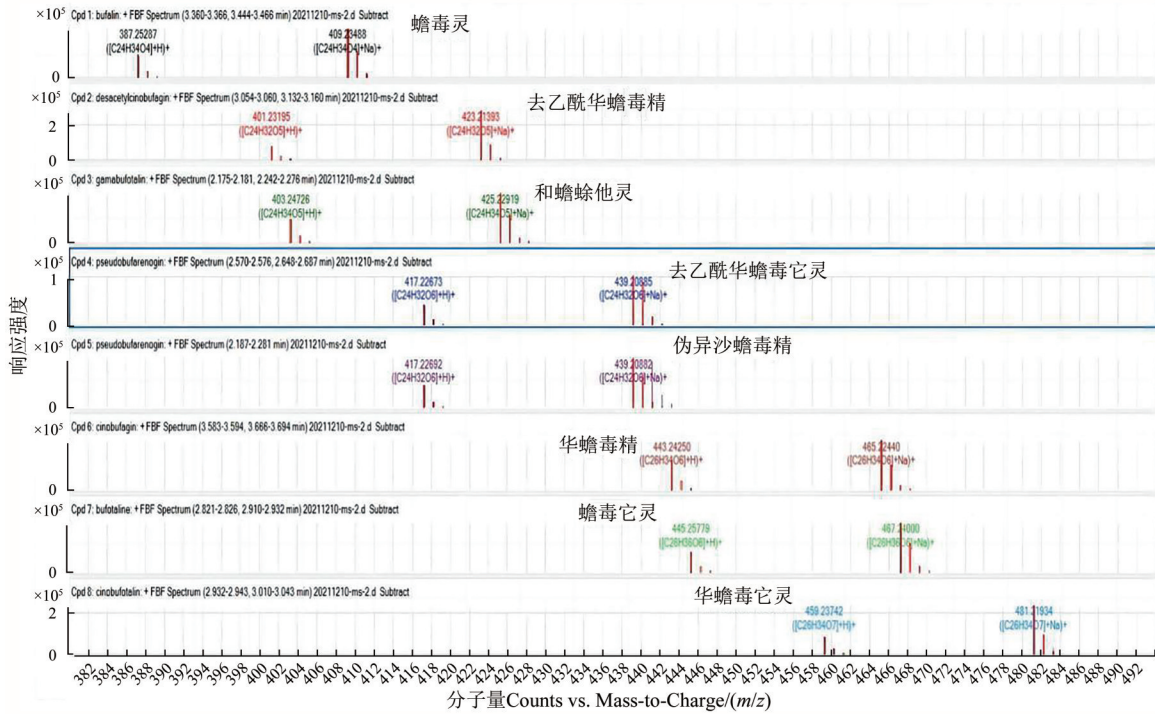 ×10⁵ Cpd 1: bufalin: + FBF Spectrum (3.360-3.366, 3.444-3.466 min) 20211210-ms-2.d Subtract
蟾毒灵
387.25287
([C24H34O4]+H)+
409.23488
([C24H34O4]+Na)+
0
×10⁵ Cpd 2: desacetylcinobufagin: + FBF Spectrum (3.054-3.060, 3.132-3.160 min) 20211210-ms-2.d Subtract
去乙酰华蟾毒精
401.23195
([C24H32O5]+H)+
423.21393
([C24H32O5]+Na)+
2
0
×10⁵ Cpd 3: gamabufotalin: + FBF Spectrum (2.175-2.181, 2.242-2.276 min) 20211210-ms-2.d Subtract
和蟾蜍他灵
403.24726
([C24H34O5]+H)+
425.22919
([C24H34O5]+Na)+
0
×10⁵ Cpd 4: pseudobufarenogin: + FBF Spectrum (2.570-2.576, 2.648-2.687 min) 20211210-ms-2.d Subtract
去乙酰华蟾毒它灵
1
417.22673
([C24H32O6]+H)+
439.20885
([C24H32O6]+Na)+
0
×10⁵ Cpd 5: pseudobufarenogin: + FBF Spectrum (2.187-2.281 min) 20211210-ms-2.d Subtract
伪异沙蟾毒精
417.22692
([C24H32O6]+H)+
439.20882
([C24H32O6]+Na)+
0
×10⁵ Cpd 6: cinobufagin: + FBF Spectrum (3.583-3.594, 3.666-3.694 min) 20211210-ms-2.d Subtract
华蟾毒精
443.24250
([C26H34O6]+H)+
465.22440
([C26H34O6]+Na)+
0
×10⁵ Cpd 7: bufotaline: + FBF Spectrum (2.821-2.826, 2.910-2.932 min) 20211210-ms-2.d Subtract
蟾毒它灵
445.25779
([C26H36O6]+H)+
467.24000
([C26H36O6]+Na)+
0
×10⁵ Cpd 8: cinobufotalin: + FBF Spectrum (2.932-2.943, 3.010-3.043 min) 20211210-ms-2.d Subtract
华蟾毒它灵
2
459.23742
([C26H34O7]+H)+
481.21934
([C26H34O7]+Na)+
0
382 384 386 388 390 392 394 396 398 400 402 404 406 408 410 412 414 416 418 420 422 424 426 428 430 432 434 436 438 440 442 444 446 448 450 452 454 456 458 460 462 464 466 468 470 472 474 476 478 480 482 484 486 488 490 492
响应强度
分子量Counts vs. Mass-to-Charge/(m/z)